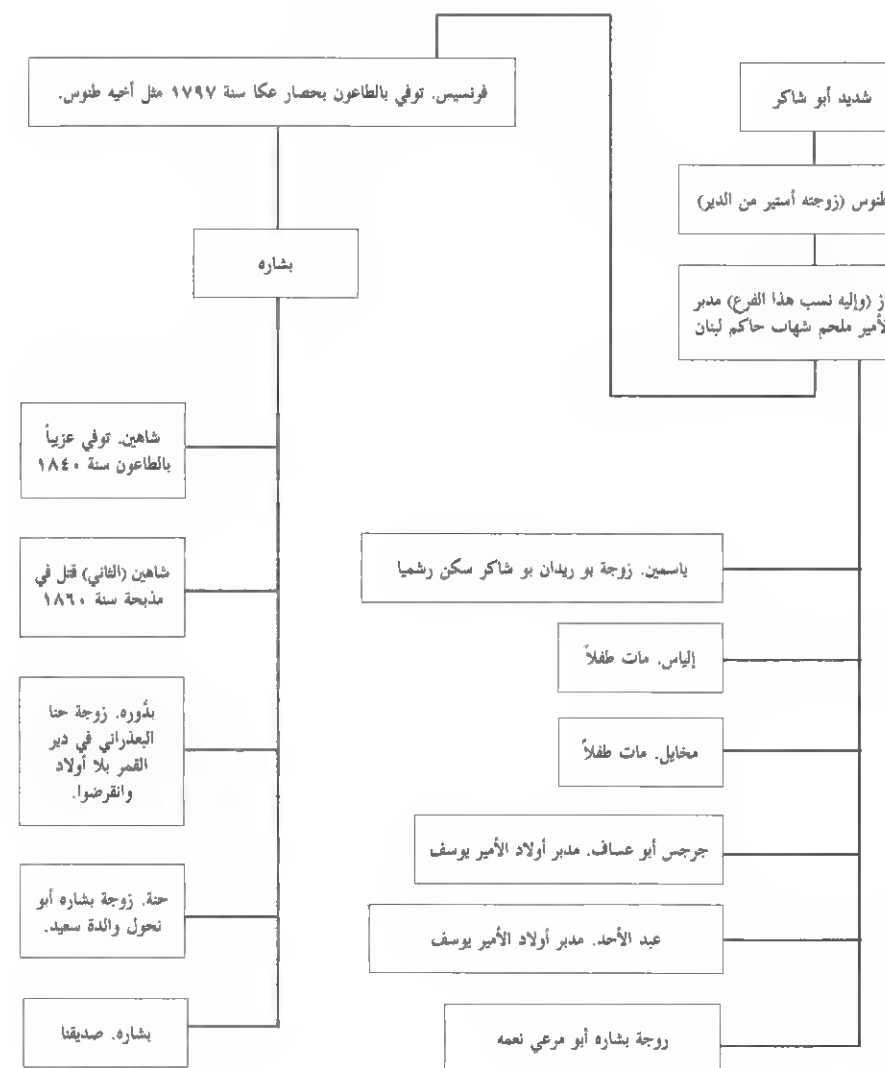 شديد أبو شاكر
طنوس (زوجته أستير من الدير)
(وإليه نسب هذا الفرع) مدبر
الأمير ملحم شهاب حاكم لبنان
ياسمين. زوجة بو ريدان بو شاكر سكن رشميا
إلياس. مات طفلاً
مخايل. مات طفلاً
جرجس أبو عساف. مدبر أولاد الأمير يوسف
عبد الأحد. مدبر أولاد الأمير يوسف
روجة بشاره أبو مرعي نعمه
فرنسيس. توفي بالطاعون بحصار عكا سنة ١٧٩٧ مثل أخيه طنوس.
بشاره
شاهين. توفي عزيباً
بالطاعون سنة ١٨٤٠
شاهين (الثاني) قتل في
مذبحة سنة ١٨٦٠
بدُوره. زوجة حنا
البعذراني في دير
القمر بلا أولاد
وانقرضوا.
حنة. زوجة بشاره أبو
نحول والدة سعيد.
بشاره. صديقنا